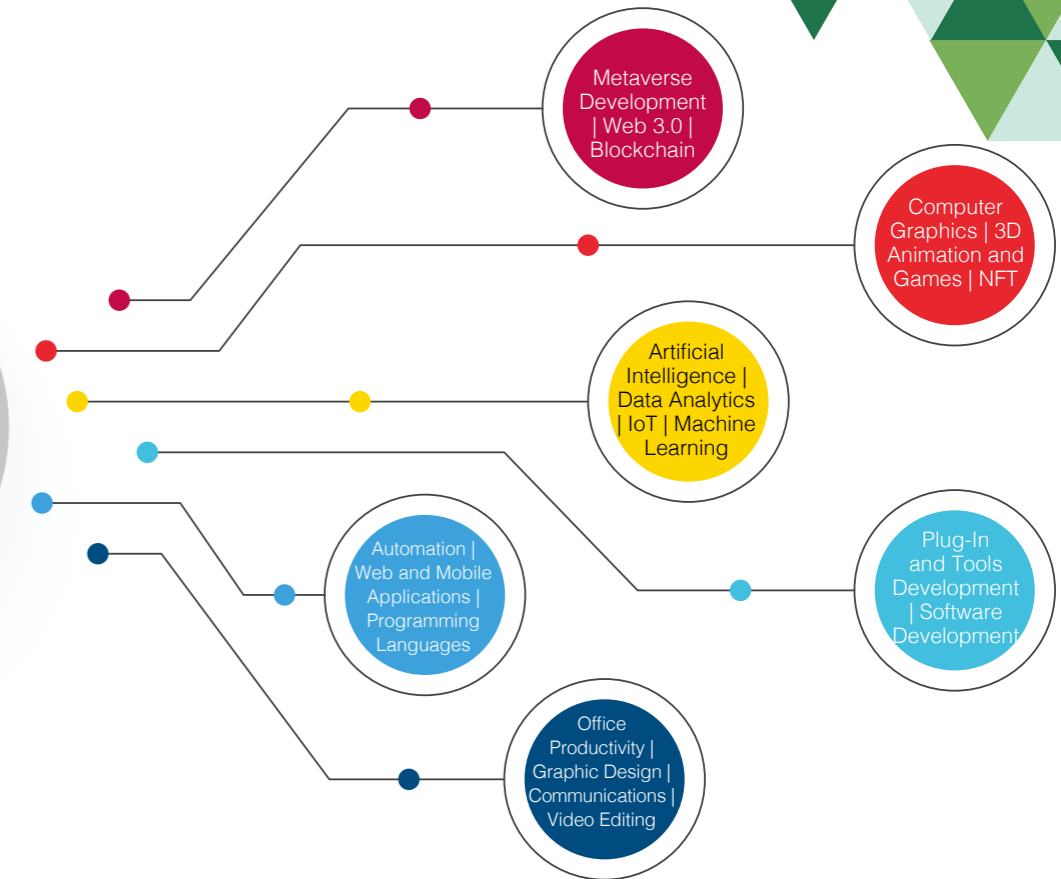 Metaverse
Development
| Web 3.0 |
Blockchain
Computer
Graphics | 3D
Animation and
Games | NFT
Artificial
Intelligence |
Data Analytics
| IoT | Machine
Learning
Plug-In
and Tools
Development
| Software
Development
Automation |
Web and Mobile
Applications |
Programming
Languages
Office
Productivity |
Graphic Design |
Communications |
Video Editing